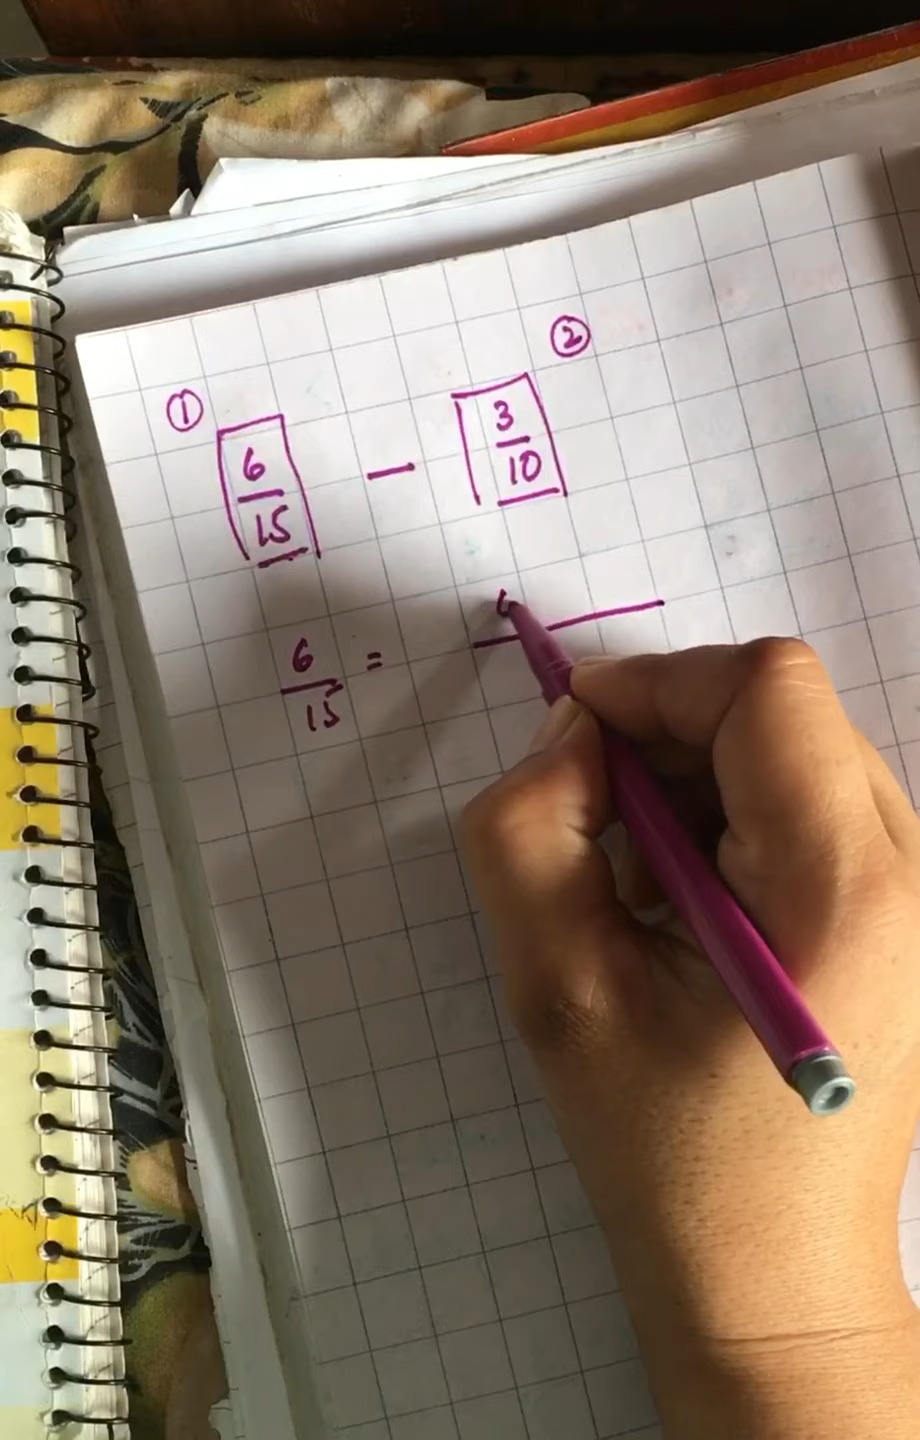 ① ②
6/15 - 3/10
6/15 =